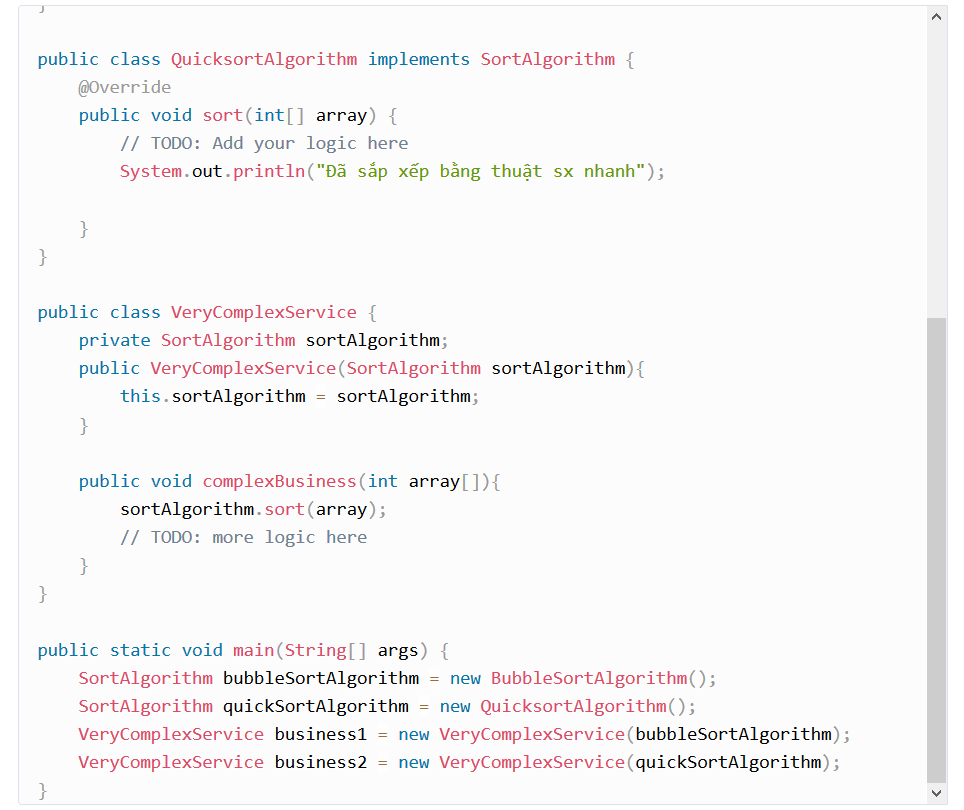 }
public class QuicksortAlgorithm implements SortAlgorithm {
    @Override
    public void sort(int[] array) {
        // TODO: Add your logic here
        System.out.println("Đã sắp xếp bằng thuật sx nhanh");

    }
}

public class VeryComplexService {
    private SortAlgorithm sortAlgorithm;
    public VeryComplexService(SortAlgorithm sortAlgorithm){
        this.sortAlgorithm = sortAlgorithm;
    }

    public void complexBusiness(int array[]){
        sortAlgorithm.sort(array);
        // TODO: more logic here
    }
}

public static void main(String[] args) {
    SortAlgorithm bubbleSortAlgorithm = new BubbleSortAlgorithm();
    SortAlgorithm quickSortAlgorithm = new QuicksortAlgorithm();
    VeryComplexService business1 = new VeryComplexService(bubbleSortAlgorithm);
    VeryComplexService business2 = new VeryComplexService(quickSortAlgorithm);
}